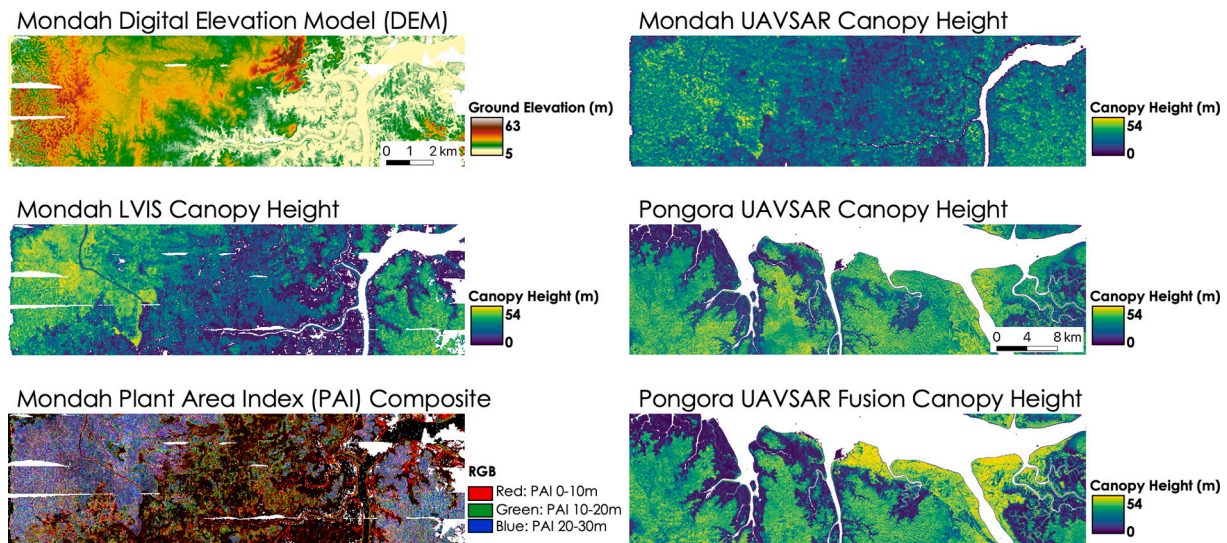 Mondah Digital Elevation Model (DEM)
Ground Elevation (m)
63
5
0 1 2 km
Mondah LVIS Canopy Height
Canopy Height (m)
54
0
Mondah Plant Area Index (PAI) Composite
RGB
Red: PAI 0-10m
Green: PAI 10-20m
Blue: PAI 20-30m
Mondah UAVSAR Canopy Height
Canopy Height (m)
54
0
Pongora UAVSAR Canopy Height
Canopy Height (m)
54
0
0 4 8 km
Pongora UAVSAR Fusion Canopy Height
Canopy Height (m)
54
0